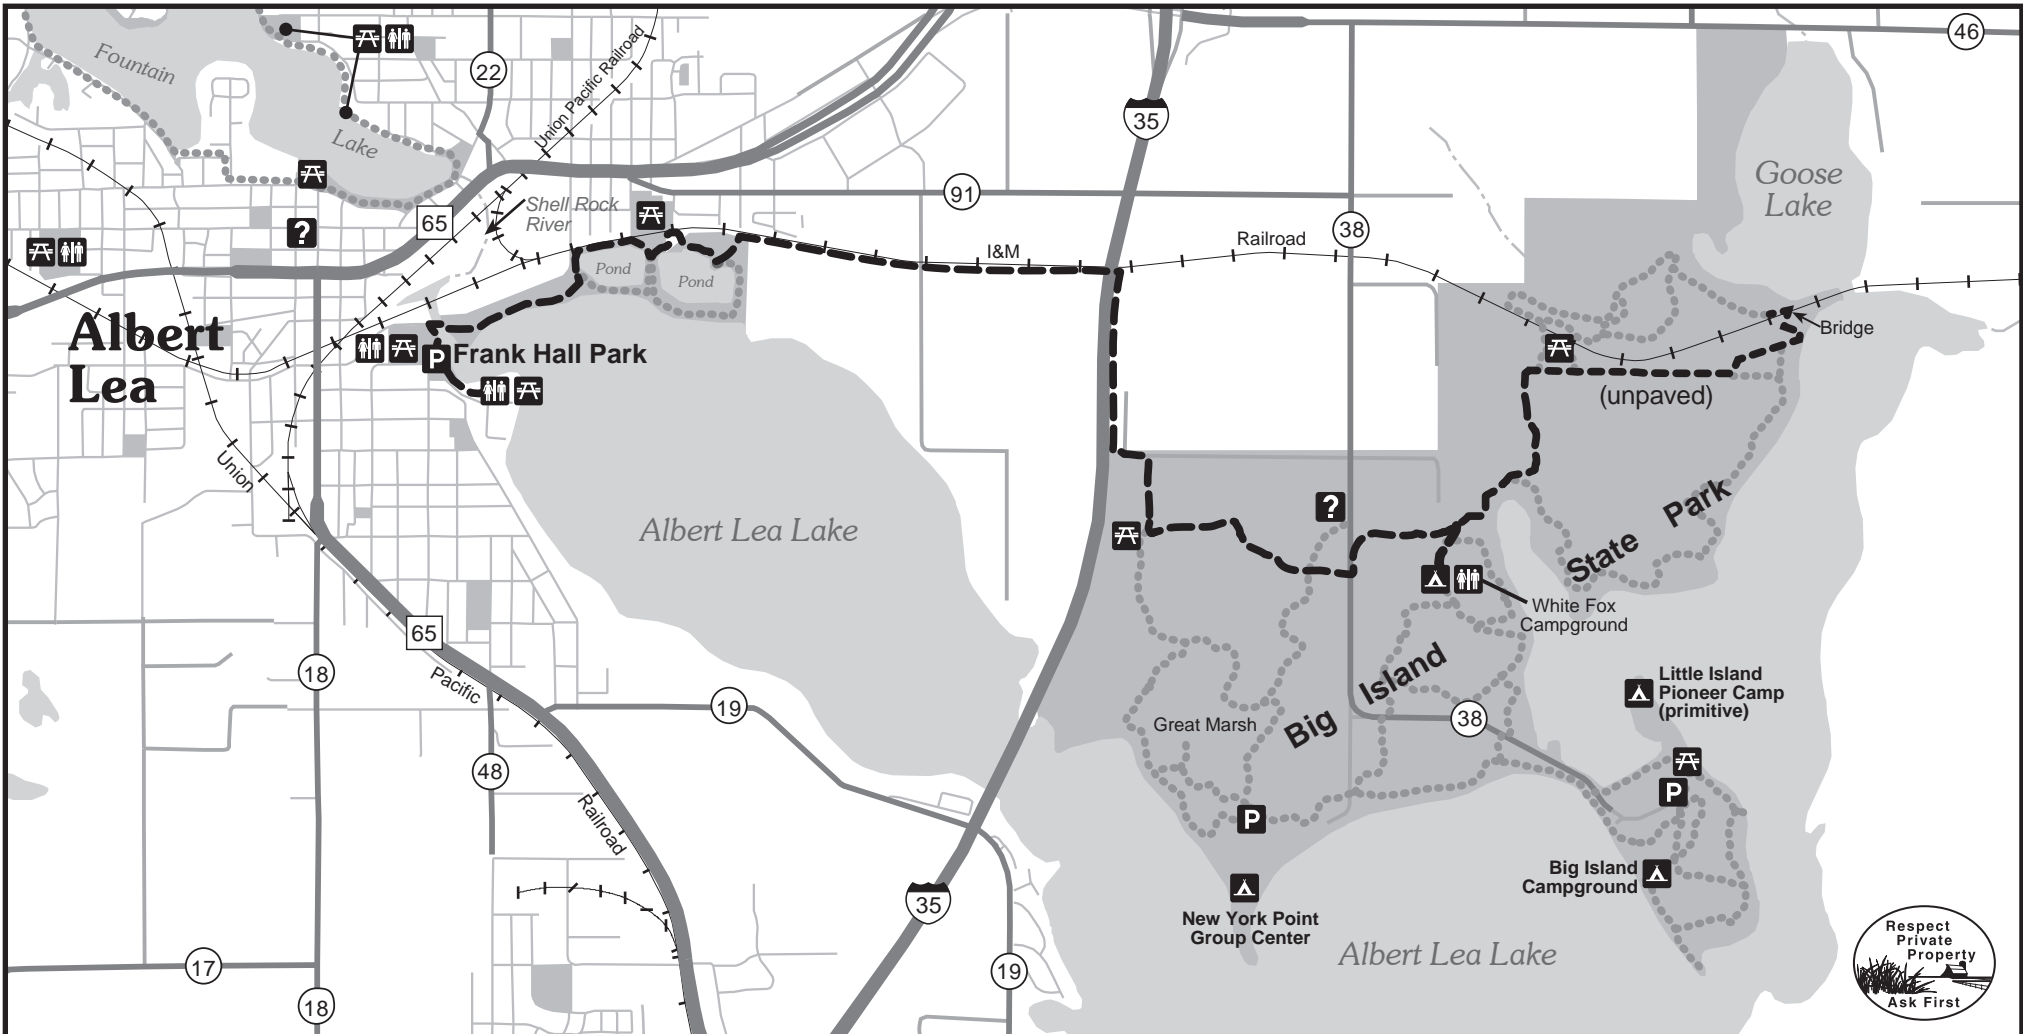 46
Fountain
22
Union Pacific Railroad
35
Lake
Goose
Lake
91
Shell Rock
River
65
38
?
I&M
Railroad
Pond
Pond
Albert
Lea
Bridge
P
Frank Hall Park
(unpaved)
Union
Park
?
Albert Lea Lake
State
White Fox
Campground
65
18
Pacific
Island
Little Island
Pioneer Camp
(primitive)
19
Great Marsh
Big
38
48
P
Railroad
P
Big Island
Campground
35
New York Point
Group Center
Albert Lea Lake
Respect
Private
Property
Ask First
17
19
18